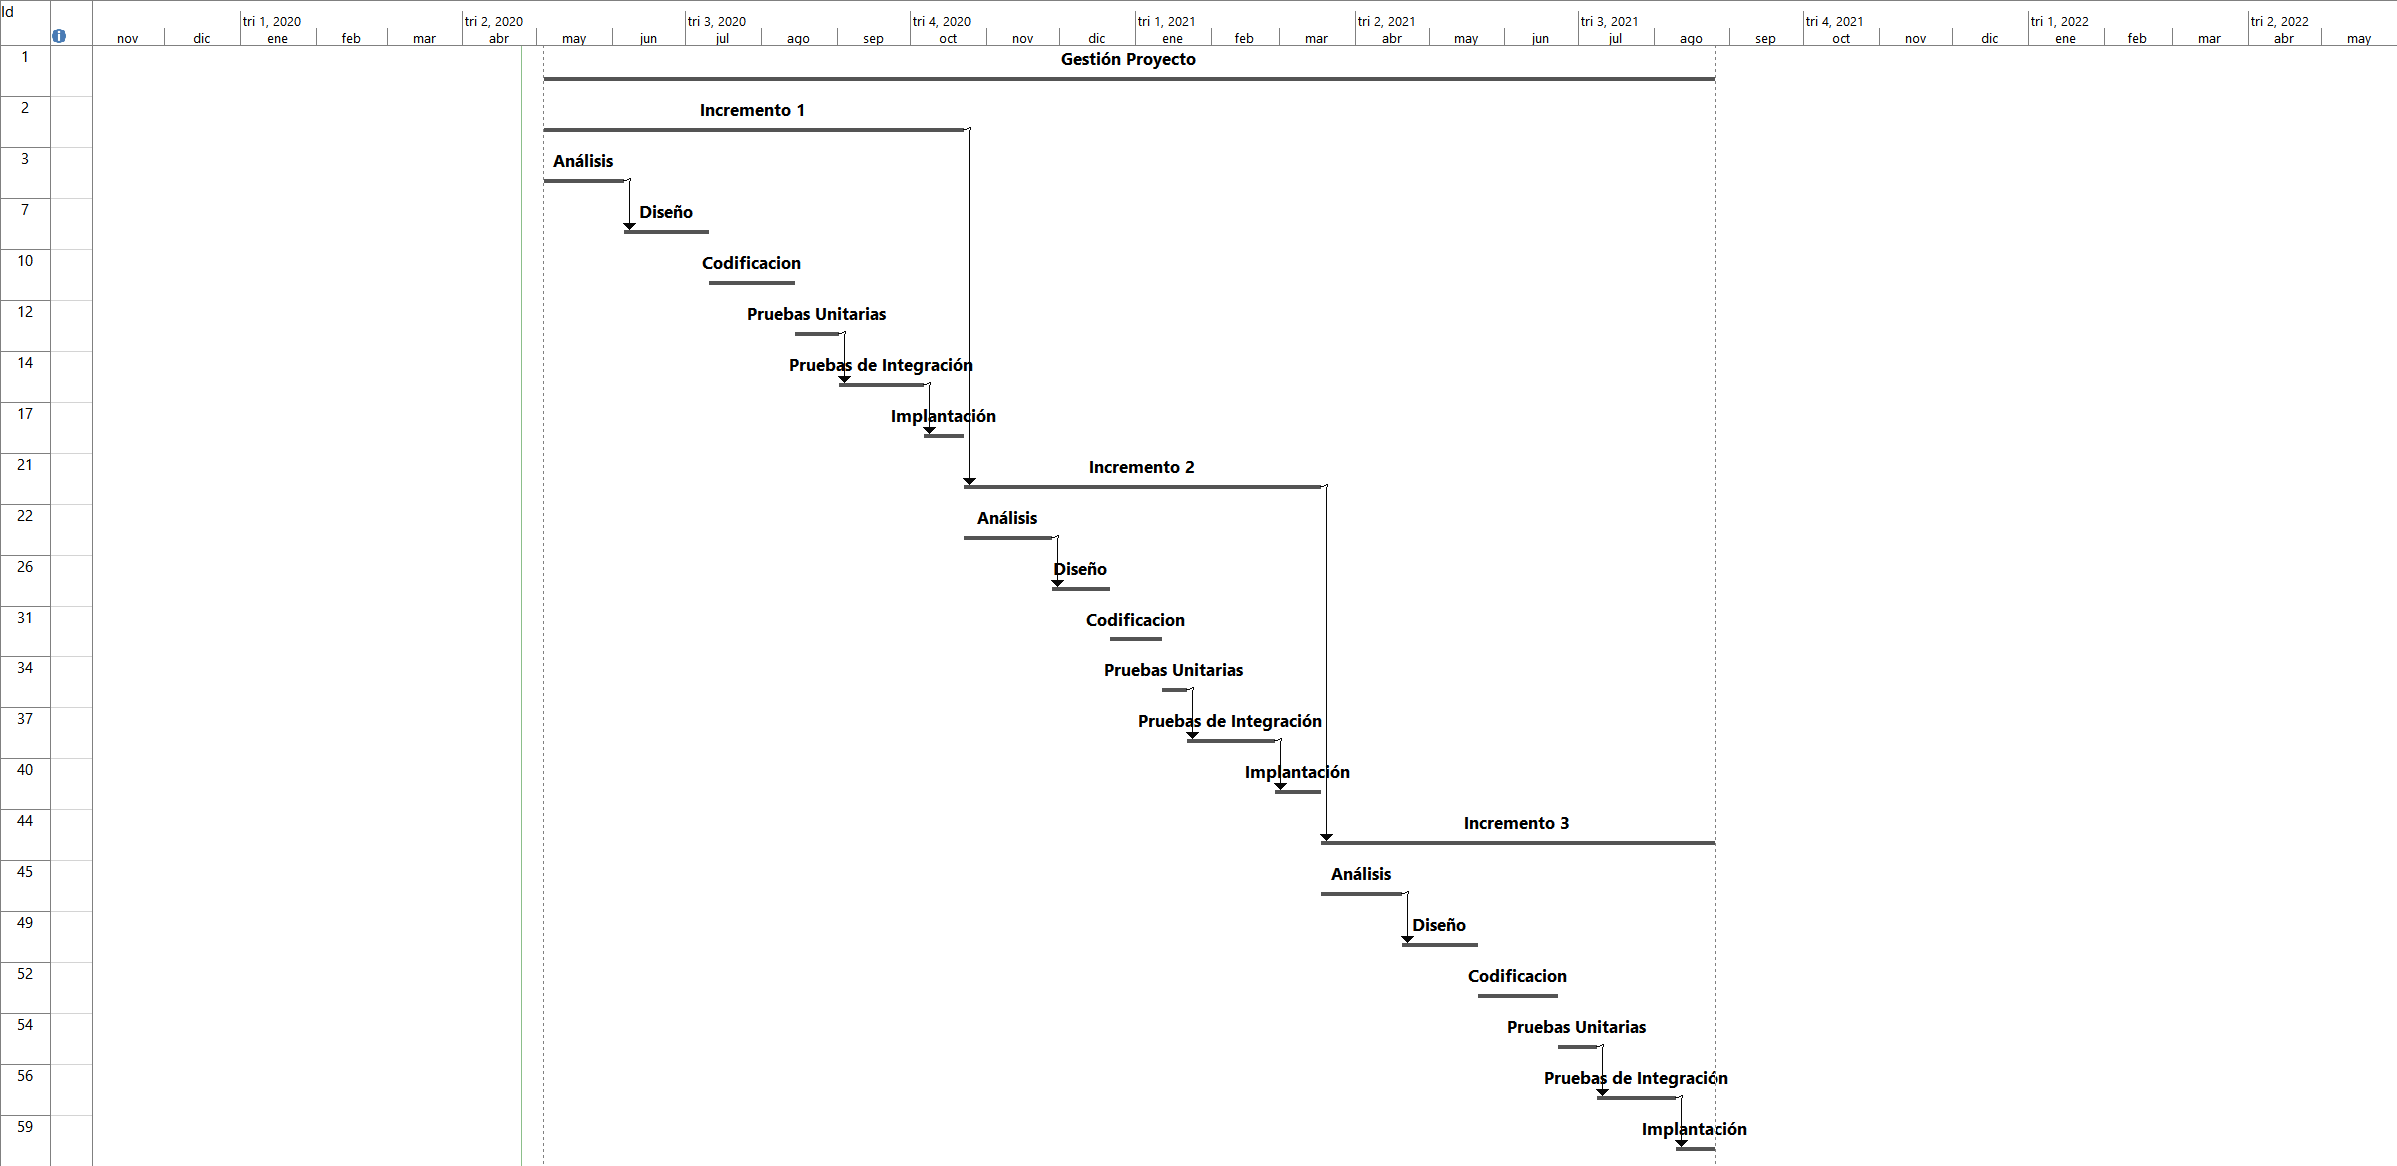 Id
tri 1, 2020 tri 2, 2020 tri 3, 2020 tri 4, 2020 tri 1, 2021 tri 2, 2021 tri 3, 2021 tri 4, 2021 tri 1, 2022 tri 2, 2022
i nov dic ene feb mar abr may jun jul ago sep oct nov dic ene feb mar abr may jun jul ago sep oct nov dic ene feb mar abr may
1 Gestión Proyecto
2 Incremento 1
3 Análisis
7 Diseño
10 Codificacion
12 Pruebas Unitarias
14 Pruebas de Integración
17 Implantación
21 Incremento 2
22 Análisis
26 Diseño
31 Codificacion
34 Pruebas Unitarias
37 Pruebas de Integración
40 Implantación
44 Incremento 3
45 Análisis
49 Diseño
52 Codificacion
54 Pruebas Unitarias
56 Pruebas de Integración
59 Implantación